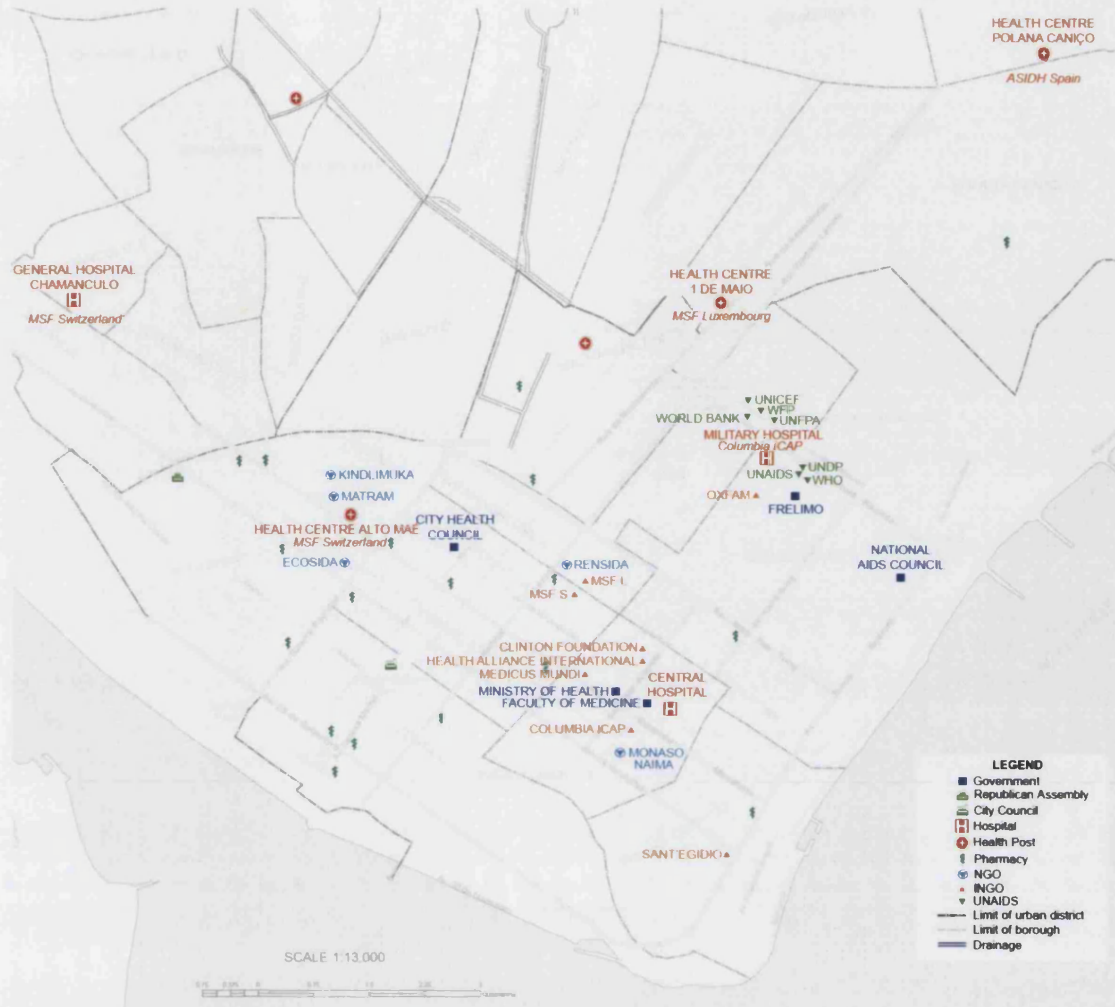 HEALTH CENTRE
POLANA CANIÇO
ASIDH Spain
GENERAL HOSPITAL
CHAMANCULO
MSF Switzerland
HEALTH CENTRE
1 DE MAIO
MSF Luxembourg
UNICEF
WFP
WORLD BANK
UNFPA
MILITARY HOSPITAL
Columbia ICAP
UNDP
UNAIDS
WHO
OXFAM
FRELIMO
KINDLIMUKA
MATRAM
HEALTH CENTRE ALTO MAE
MSF Switzerland
ECOSIDA
CITY HEALTH
COUNCIL
RENSIDA
MSF L
MSF S
NATIONAL
AIDS COUNCIL
CLINTON FOUNDATION
HEALTH ALLIANCE INTERNATIONAL
MEDICUS MUNDI
CENTRAL
HOSPITAL
MINISTRY OF HEALTH
FACULTY OF MEDICINE
COLUMBIA ICAP
MONASO
NAIMA
SANT'EGIDIO
LEGEND
Government
Republican Assembly
City Council
Hospital
Health Post
Pharmacy
NGO
INGO
UNAIDS
Limit of urban district
Limit of borough
Drainage
SCALE 1:13,000